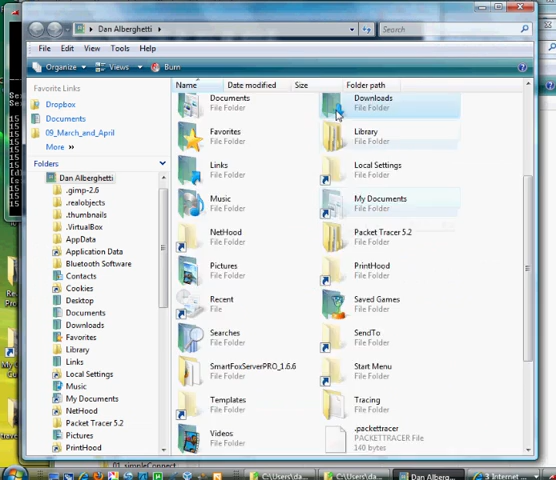 Dan Alberghetti
Search
File Edit View Tools Help
Organize Views Burn
Favorite Links
Dropbox
Documents
09_March_and_April
More
Folders
Dan Alberghetti
.gimp-2.6
.realobjects
.thumbnails
.VirtualBox
AppData
Application Data
Bluetooth Software
Contacts
Cookies
Desktop
Documents
Downloads
Favorites
Library
Links
Local Settings
Music
My Documents
NetHood
Packet Tracer 5.2
Pictures
PrintHood
Name Date modified Size Folder path
Documents
File Folder
Downloads
File Folder
Favorites
File Folder
Library
File Folder
Links
File Folder
Local Settings
File Folder
Music
File Folder
My Documents
File Folder
NetHood
File Folder
Packet Tracer 5.2
File Folder
Pictures
File Folder
PrintHood
File Folder
Recent
File Folder
Saved Games
File Folder
Searches
File Folder
SendTo
File Folder
SmartFoxServerPRO_1.6.6
File Folder
Start Menu
File Folder
Templates
File Folder
Tracing
File Folder
Videos
File Folder
.packettracer
PACKETTRACER File
140 bytes
03_simpleConnect
C:\Users\da... C:\Users\da... Dan Alberg... 3 Internet ...